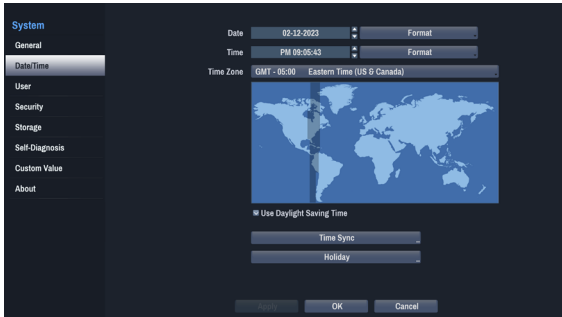 System
General
Date/Time
User
Security
Storage
Self-Diagnosis
Custom Value
About
Date 02-12-2023 Format
Time PM 09:05:43 Format
Time Zone GMT - 05:00 Eastern Time (US & Canada)
Use Daylight Saving Time
Time Sync
Holiday
Apply OK Cancel